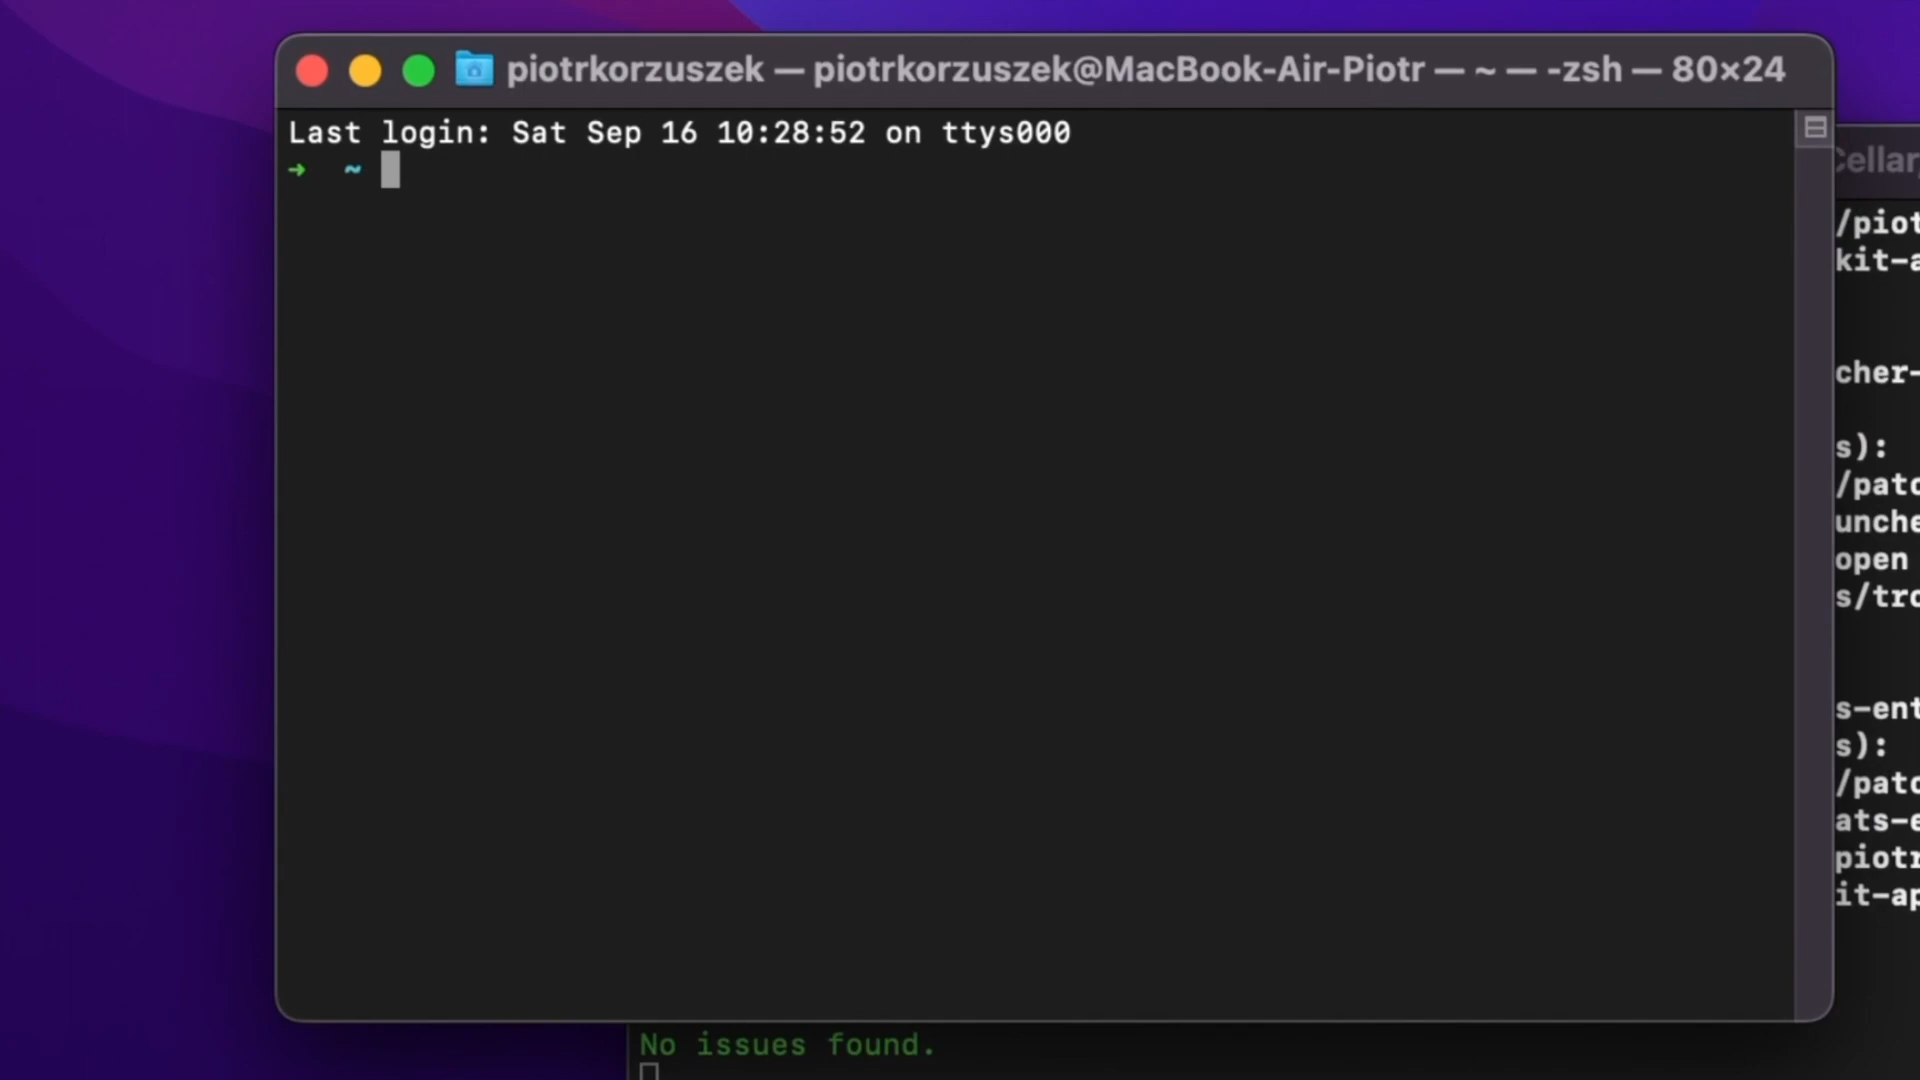 piotrkorzuszek — piotrkorzuszek@MacBook-Air-Piotr — ~ — -zsh — 80×24
Last login: Sat Sep 16 10:28:52 on ttys000
➜ ~
Cellar
/piot
kit-a
cher-
s):
/patc
unche
open
s/tro
s-ent
s):
/patc
ats-e
piotr
it-ap
No issues found.